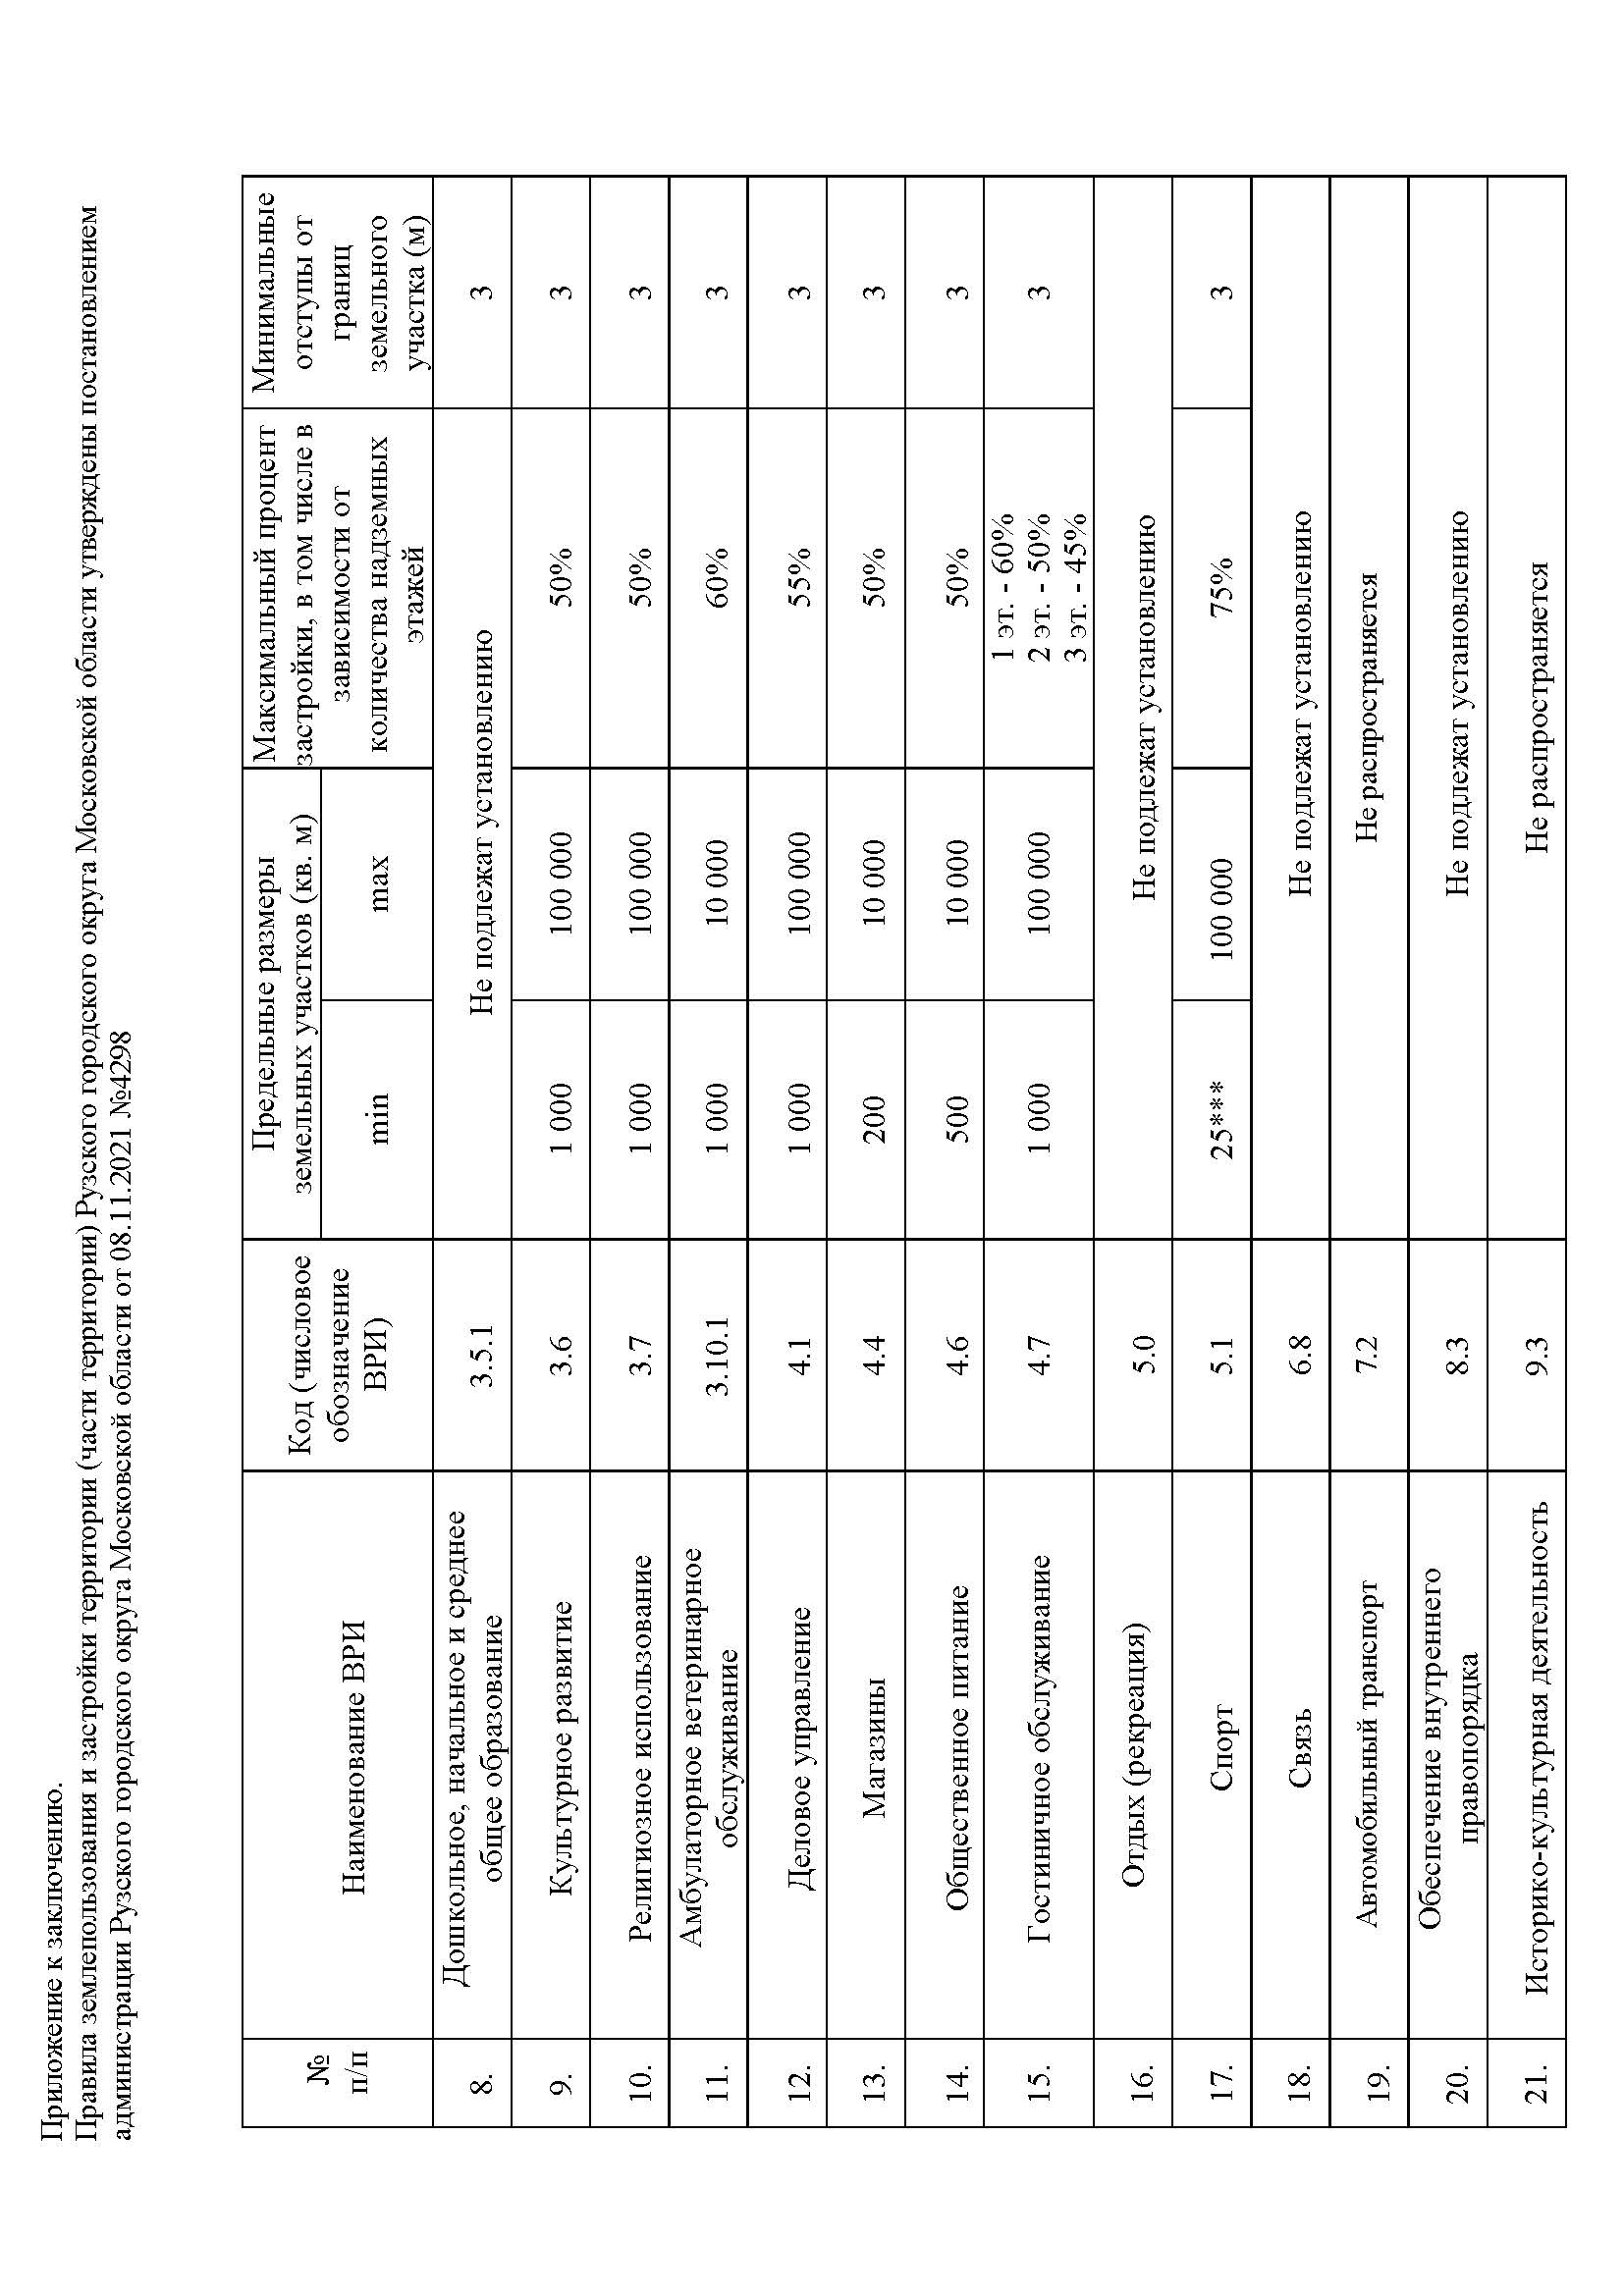 Приложение к заключению.
Правила землепользования и застройки территории (части территории) Рузского городского округа Московской области утверждены постановлением
администрации Рузского городского округа Московской области от 08.11.2021 №4298
№
п/п
Наименование ВРИ
Код (числовое
обозначение
ВРИ)
Предельные размеры
земельных участков (кв. м)
min
max
Максимальный процент
застройки, в том числе в
зависимости от
количества надземных
этажей
Минимальные
отступы от
границ
земельного
участка (м)
8.
Дошкольное, начальное и среднее
общее образование
3.5.1
Не подлежат установлению
3
9.
Культурное развитие
3.6
1 000
100 000
50%
3
10.
Религиозное использование
3.7
1 000
100 000
50%
3
11.
Амбулаторное ветеринарное
обслуживание
3.10.1
1 000
10 000
60%
3
12.
Деловое управление
4.1
1 000
100 000
55%
3
13.
Магазины
4.4
200
10 000
50%
3
14.
Общественное питание
4.6
500
10 000
50%
3
15.
Гостиничное обслуживание
4.7
1 000
100 000
1 эт. - 60%
2 эт. - 50%
3 эт. - 45%
3
16.
Отдых (рекреация)
5.0
Не подлежат установлению
17.
Спорт
5.1
25***
100 000
75%
3
18.
Связь
6.8
Не подлежат установлению
19.
Автомобильный транспорт
7.2
Не распространяется
20.
Обеспечение внутреннего
правопорядка
8.3
Не подлежат установлению
21.
Историко-культурная деятельность
9.3
Не распространяется